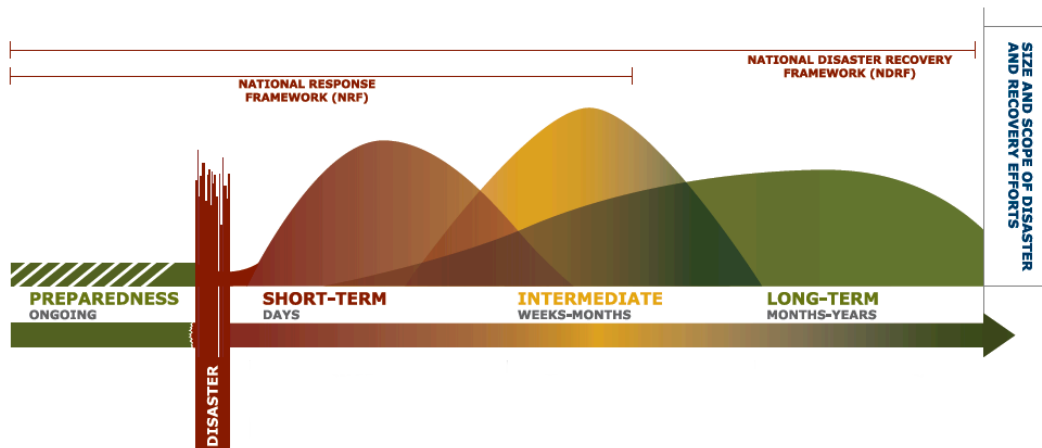 NATIONAL DISASTER RECOVERY
FRAMEWORK (NDRF)
NATIONAL RESPONSE
FRAMEWORK (NRF)
SIZE AND SCOPE OF DISASTER
AND RECOVERY EFFORTS
PREPAREDNESS
ONGOING
SHORT-TERM
DAYS
INTERMEDIATE
WEEKS-MONTHS
LONG-TERM
MONTHS-YEARS
DISASTER